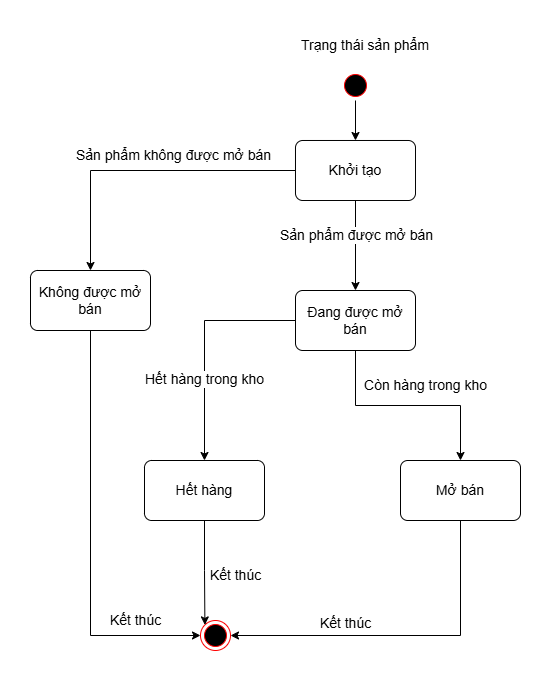 Trạng thái sản phẩm
Khởi tạo
Sản phẩm không được mở bán
Sản phẩm được mở bán
Không được mở
bán
Đang được mở
bán
Hết hàng trong kho
Còn hàng trong kho
Hết hàng
Mở bán
Kết thúc
Kết thúc
Kết thúc